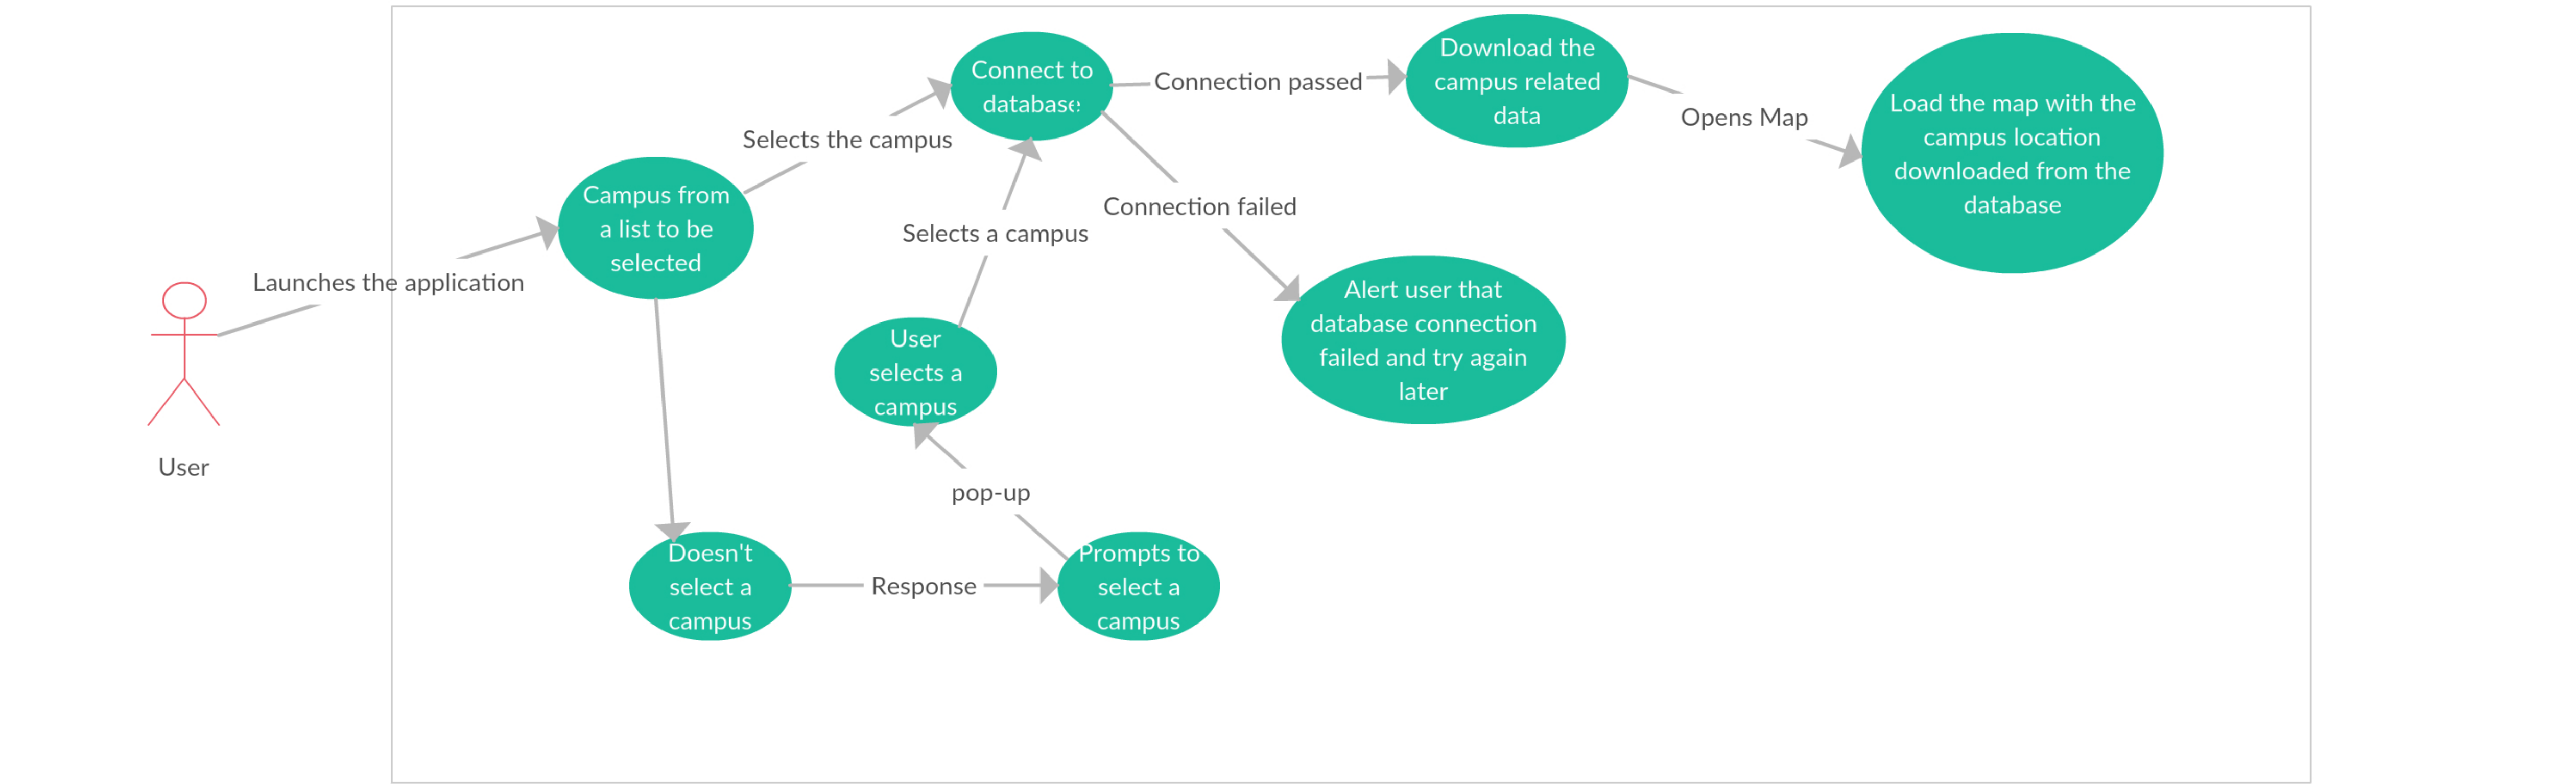 Launches the application
User
Campus from
a list to be
selected
Selects the campus
Connect to
database
Connection passed
Download the
campus related
data
Opens Map
Load the map with the
campus location
downloaded from the
database
Connection failed
Alert user that
database connection
failed and try again
later
Selects a campus
User
selects a
campus
pop-up
Doesn't
select a
campus
Response
Prompts to
select a
campus